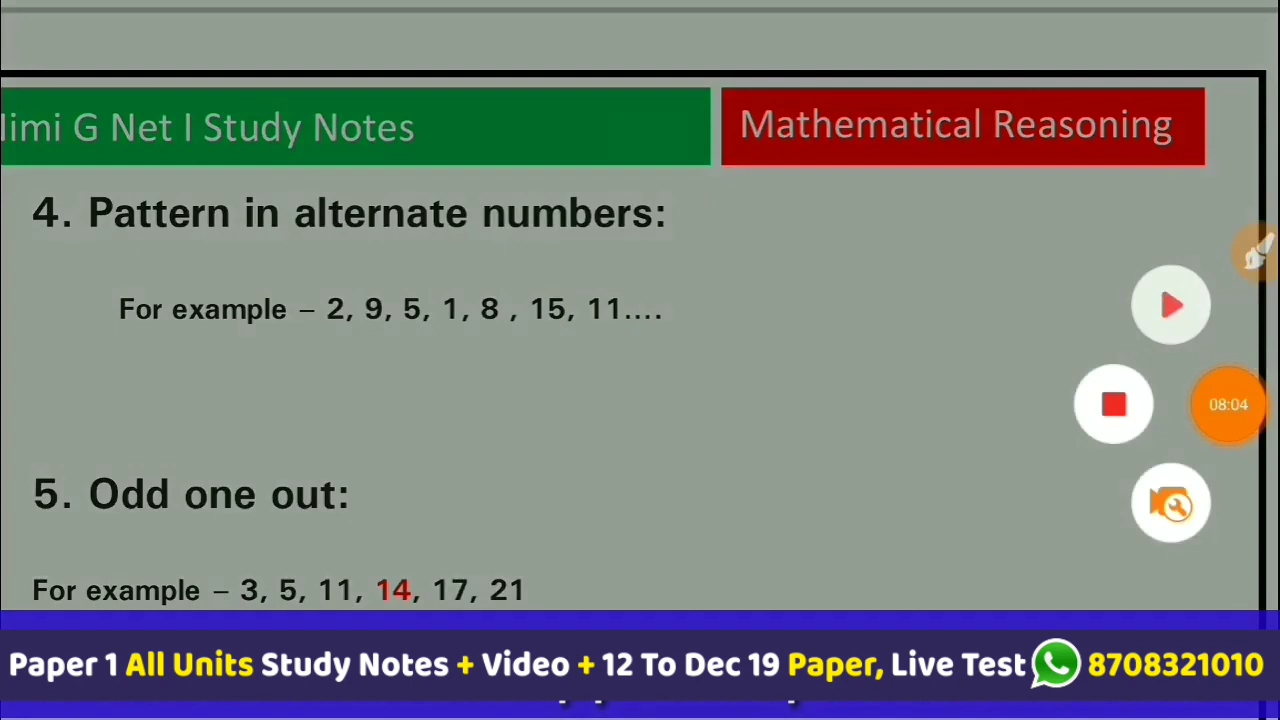 G Net I Study Notes
Mathematical Reasoning
4. Pattern in alternate numbers:
For example – 2, 9, 5, 1, 8 , 15, 11....
08:04
5. Odd one out:
For example – 3, 5, 11, 14, 17, 21
Paper 1 All Units Study Notes + Video + 12 To Dec 19 Paper, Live Test 8708321010